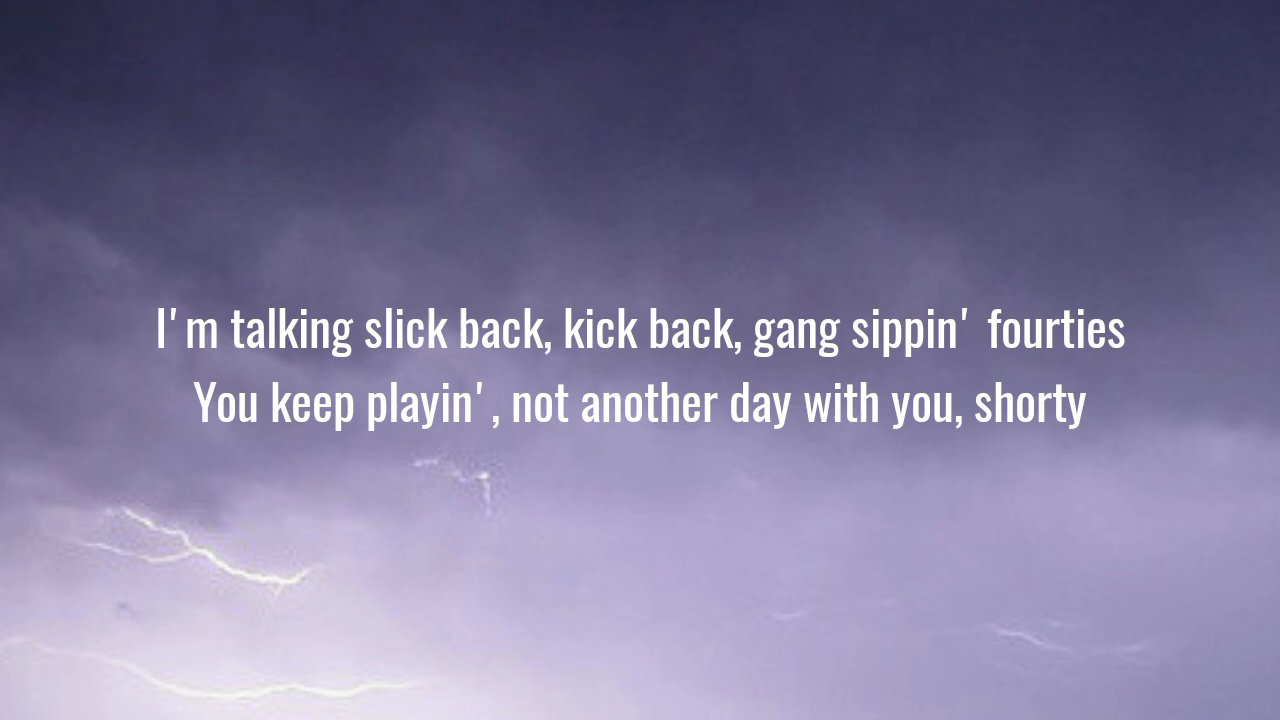 I'm talking slick back, kick back, gang sippin' fourties
You keep playin', not another day with you, shorty